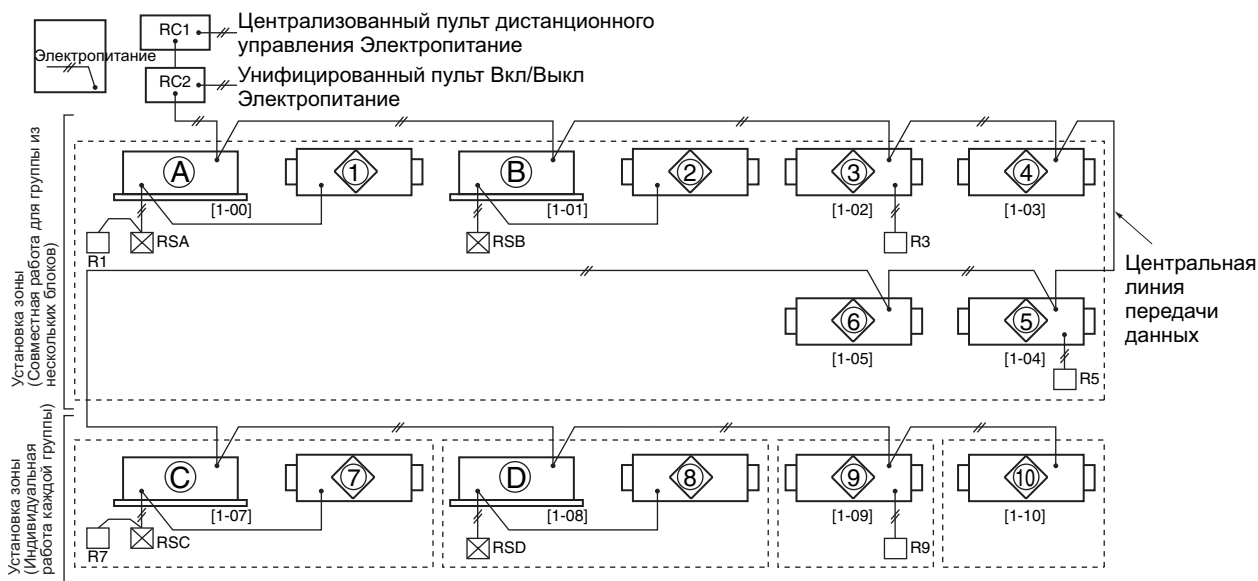 Электропитание
RC1
Централизованный пульт дистанционного
управления Электропитание
RC2
Унифицированный пульт Вкл/Выкл
Электропитание
Установка зоны
(Совместная работа для группы из
нескольких блоков)
A
1
B
2
3
4
[1-00]
[1-01]
[1-02]
[1-03]
R1
RSA
RSB
R3
Центральная
линия
передачи
данных
6
5
[1-05]
[1-04]
R5
Установка зоны
(Индивидуальная
работа каждой группы)
C
7
D
8
9
10
[1-07]
[1-08]
[1-09]
[1-10]
R7
RSC
RSD
R9